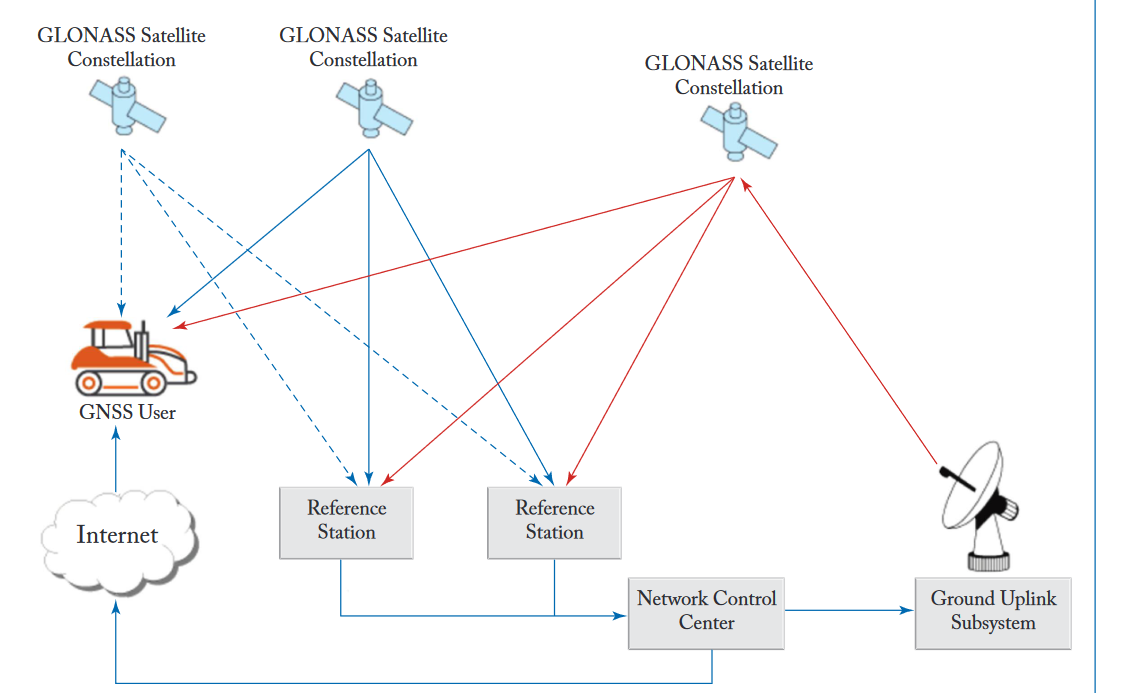 GLONASS Satellite
Constellation
GLONASS Satellite
Constellation
GLONASS Satellite
Constellation
GNSS User
Internet
Reference
Station
Reference
Station
Network Control
Center
Ground Uplink
Subsystem